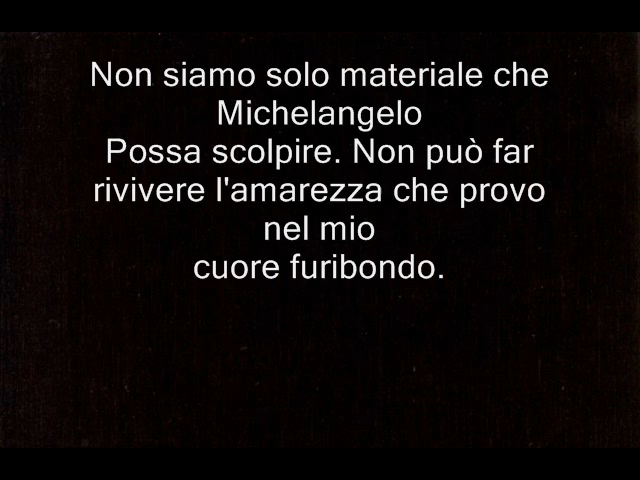 Non siamo solo materiale che
Michelangelo
Possa scolpire. Non può far
rivivere l'amarezza che provo
nel mio
cuore furibondo.